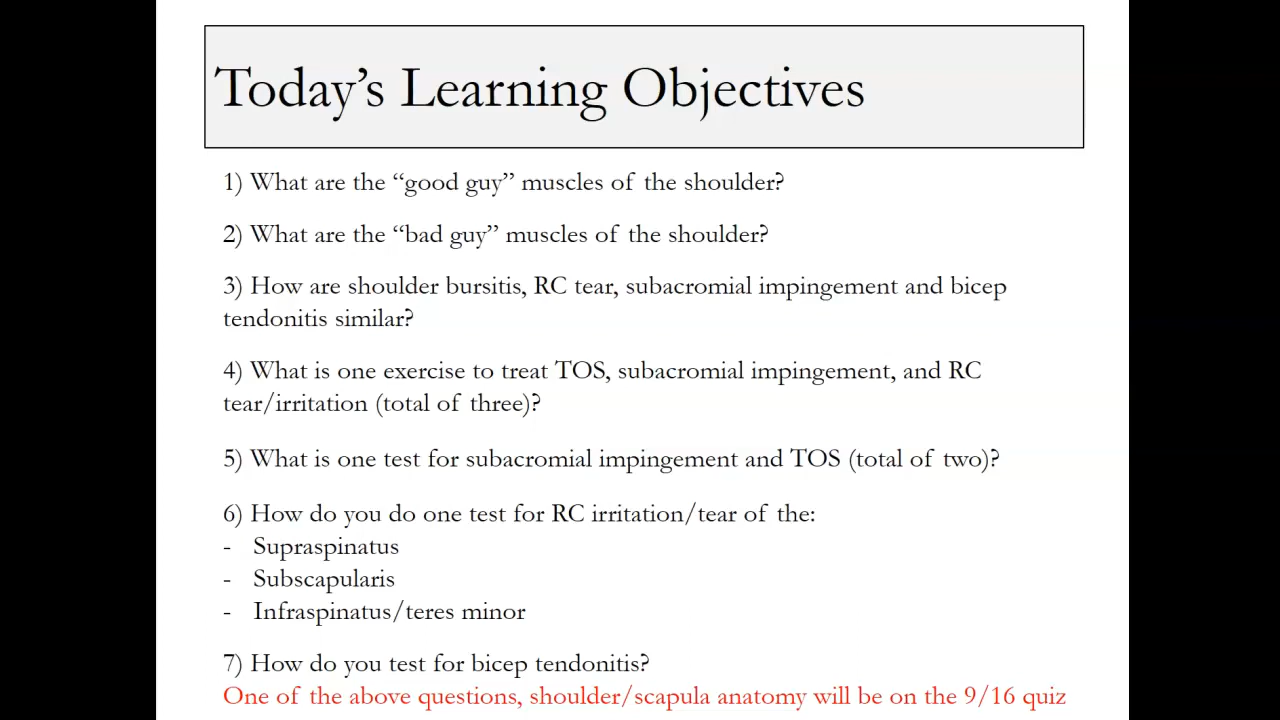 Today’s Learning Objectives
1) What are the “good guy” muscles of the shoulder?
2) What are the “bad guy” muscles of the shoulder?
3) How are shoulder bursitis, RC tear, subacromial impingement and bicep
tendonitis similar?
4) What is one exercise to treat TOS, subacromial impingement, and RC
tear/irritation (total of three)?
5) What is one test for subacromial impingement and TOS (total of two)?
6) How do you do one test for RC irritation/tear of the:
- Supraspinatus
- Subscapularis
- Infraspinatus/teres minor
7) How do you test for bicep tendonitis?
One of the above questions, shoulder/scapula anatomy will be on the 9/16 quiz